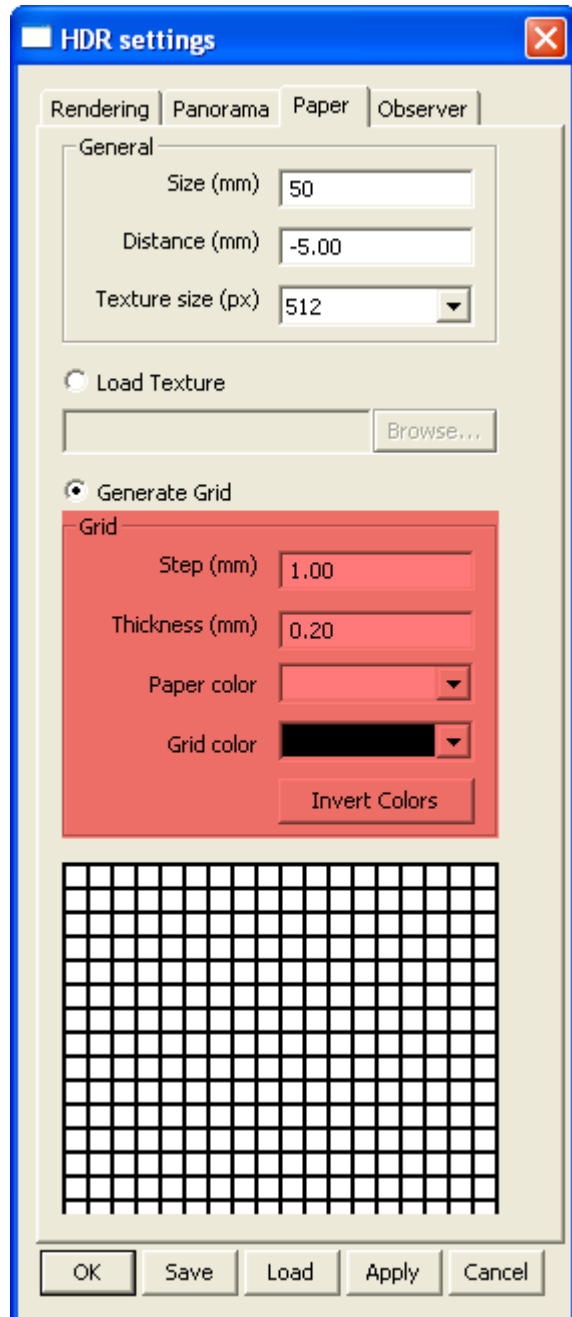 HDR settings
Rendering Panorama Paper Observer
General
Size (mm) 50
Distance (mm) -5.00
Texture size (px) 512
Load Texture
Browse...
Generate Grid
Grid
Step (mm) 1.00
Thickness (mm) 0.20
Paper color
Grid color
Invert Colors
OK Save Load Apply Cancel